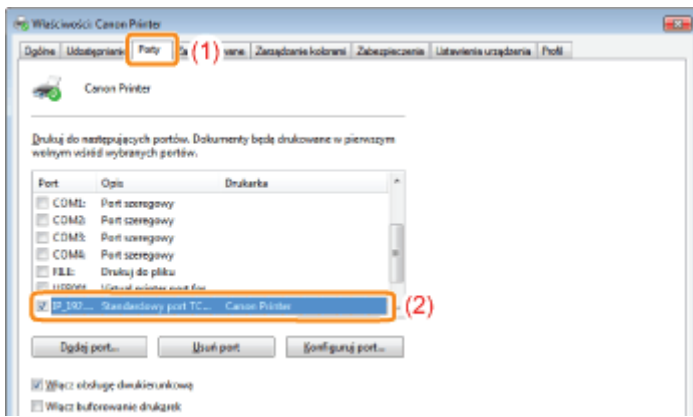 Właściwości: Canon Printer
Ogólne Udostępnianie Porty (1) Zarządzanie kolorami Zabezpieczenia Ustawienia urządzenia Profil
Canon Printer
Drukuj do następujących portów. Dokumenty będą drukowane w pierwszym
wolnym wśród wybranych portów.
Port Opis Drukarka
COM1: Port szeregowy
COM2: Port szeregowy
COM3: Port szeregowy
COM4: Port szeregowy
FILE: Drukuj do pliku
IP_192.... Standardowy port TC... Canon Printer (2)
Dodaj port... Usuń port Konfiguruj port...
Włącz obsługę dwukierunkową
Włącz buforowanie drukarek